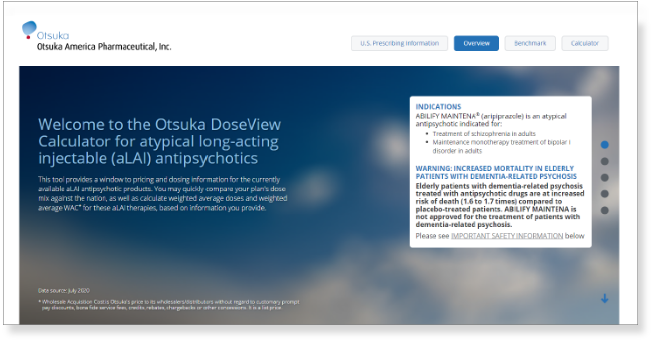 Otsuka
Otsuka America Pharmaceutical, Inc.
U.S. Prescribing Information
Overview
Benchmark
Calculator
Welcome to the Otsuka DoseView
Calculator for atypical long-acting
injectable (aLAI) antipsychotics
This tool provides a window to pricing and dosing information for the currently
available aLAI antipsychotic products. You may quickly compare your plan's dose
mix against the nation, as well as calculate weighted average doses and weighted
average WAC* for these aLAI therapies, based on information you provide.
Data source: July 2020
* Wholesale Acquisition Cost is Otsuka's price to its wholesalers/distributors without regard to customary prompt
pay discounts, bona fide service fees, credits, rebates, chargebacks or other concessions. It is a list price.
INDICATIONS
ABILIFY MAINTENA® (aripiprazole) is an atypical
antipsychotic indicated for:
• Treatment of schizophrenia in adults
• Maintenance monotherapy treatment of bipolar I
disorder in adults
WARNING: INCREASED MORTALITY IN ELDERLY
PATIENTS WITH DEMENTIA-RELATED PSYCHOSIS
Elderly patients with dementia-related psychosis
treated with antipsychotic drugs are at increased
risk of death (1.6 to 1.7 times) compared to
placebo-treated patients. ABILIFY MAINTENA is
not approved for the treatment of patients with
dementia-related psychosis.
Please see IMPORTANT SAFETY INFORMATION below